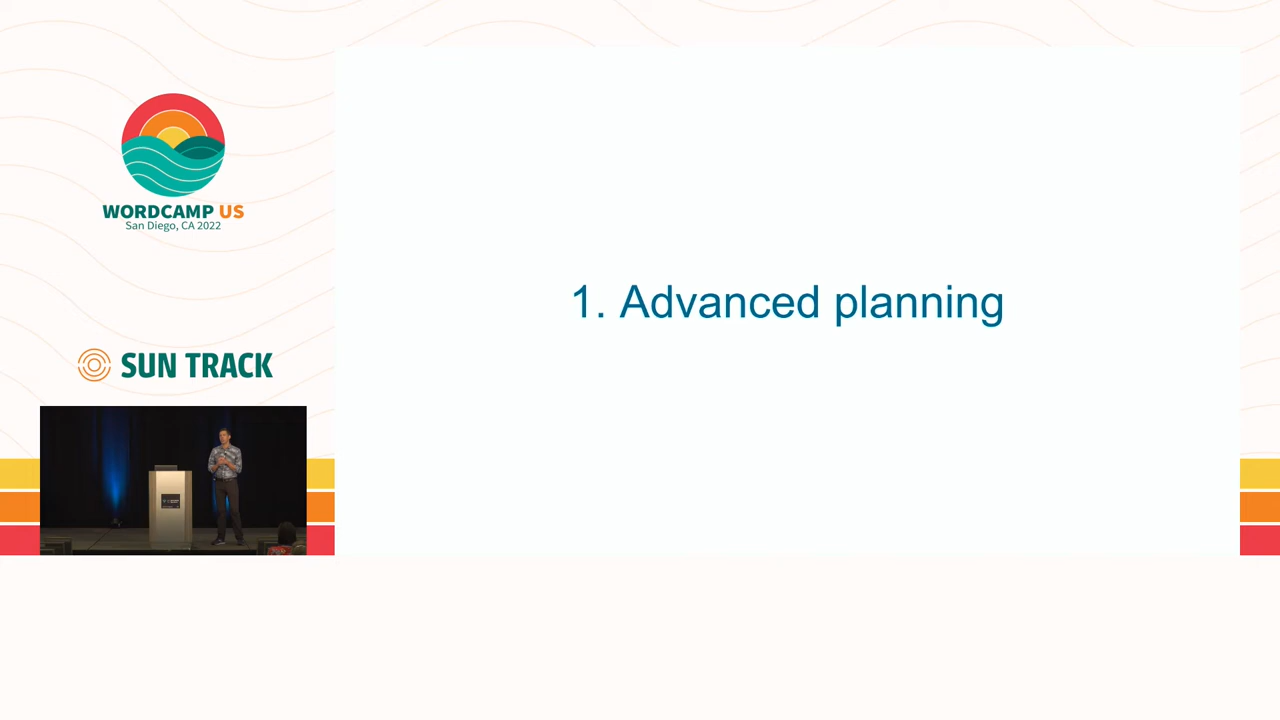 WORDCAMP US
San Diego, CA 2022
1. Advanced planning
SUN TRACK